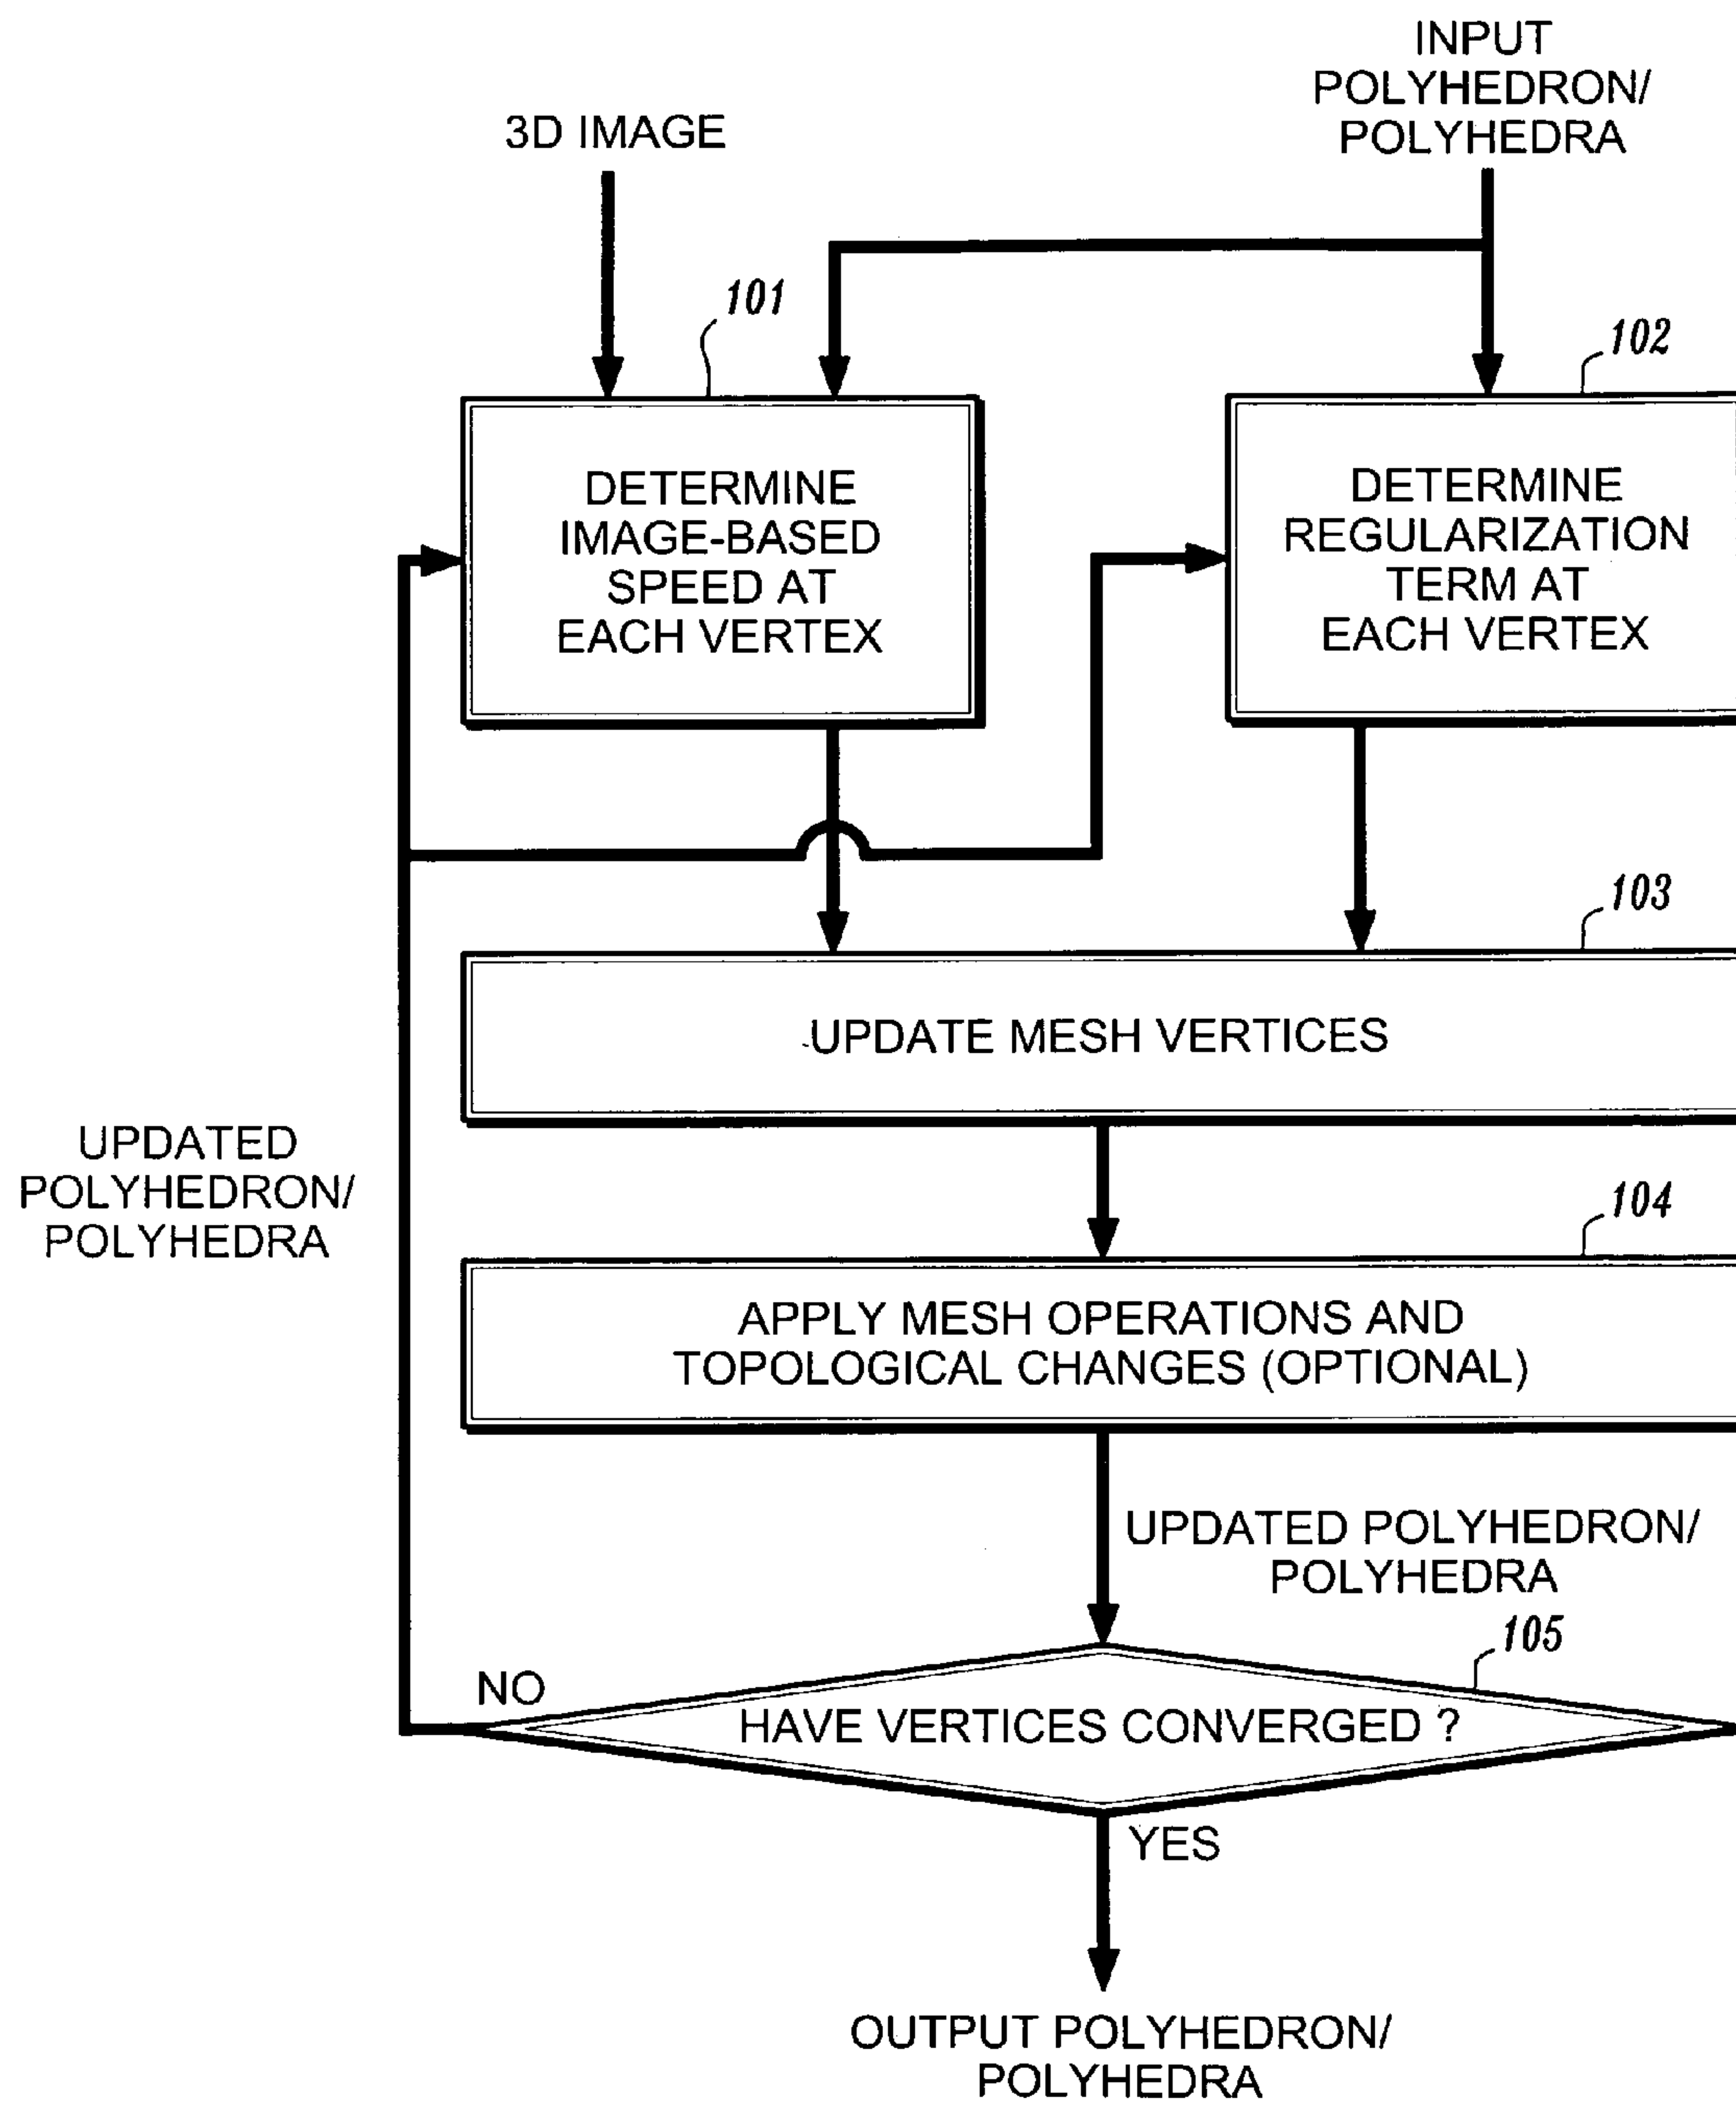 INPUT
POLYHEDRON/
POLYHEDRA
3D IMAGE
101
102
DETERMINE
IMAGE-BASED
SPEED AT
EACH VERTEX
DETERMINE
REGULARIZATION
TERM AT
EACH VERTEX
103
UPDATE MESH VERTICES
UPDATED
POLYHEDRON/
POLYHEDRA
104
APPLY MESH OPERATIONS AND
TOPOLOGICAL CHANGES (OPTIONAL)
UPDATED POLYHEDRON/
POLYHEDRA
105
NO
HAVE VERTICES CONVERGED ?
YES
OUTPUT POLYHEDRON/
POLYHEDRA